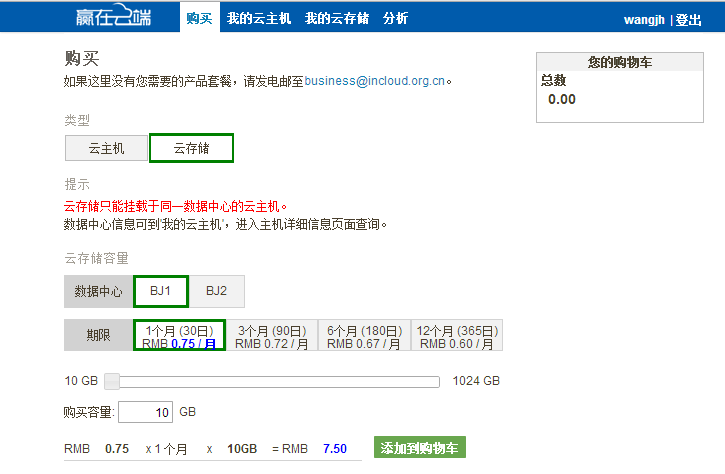 赢在云端 购买 我的云主机 我的云存储 分析 wangjh | 登出
购买
如果这里没有您需要的产品套餐，请发电邮至business@incloud.org.cn。
您的购物车
总数
0.00
类型
云主机 云存储
提示
云存储只能挂载于同一数据中心的云主机。
数据中心信息可到'我的云主机'，进入主机详细信息页面查询。
云存储容量
数据中心 BJ1 BJ2
期限
1个月 (30日) 3个月 (90日) 6个月 (180日) 12个月 (365日)
RMB 0.75 / 月 RMB 0.72 / 月 RMB 0.67 / 月 RMB 0.60 / 月
10 GB 1024 GB
购买容量: 10 GB
RMB 0.75 x 1 个月 x 10GB = RMB 7.50 添加到购物车